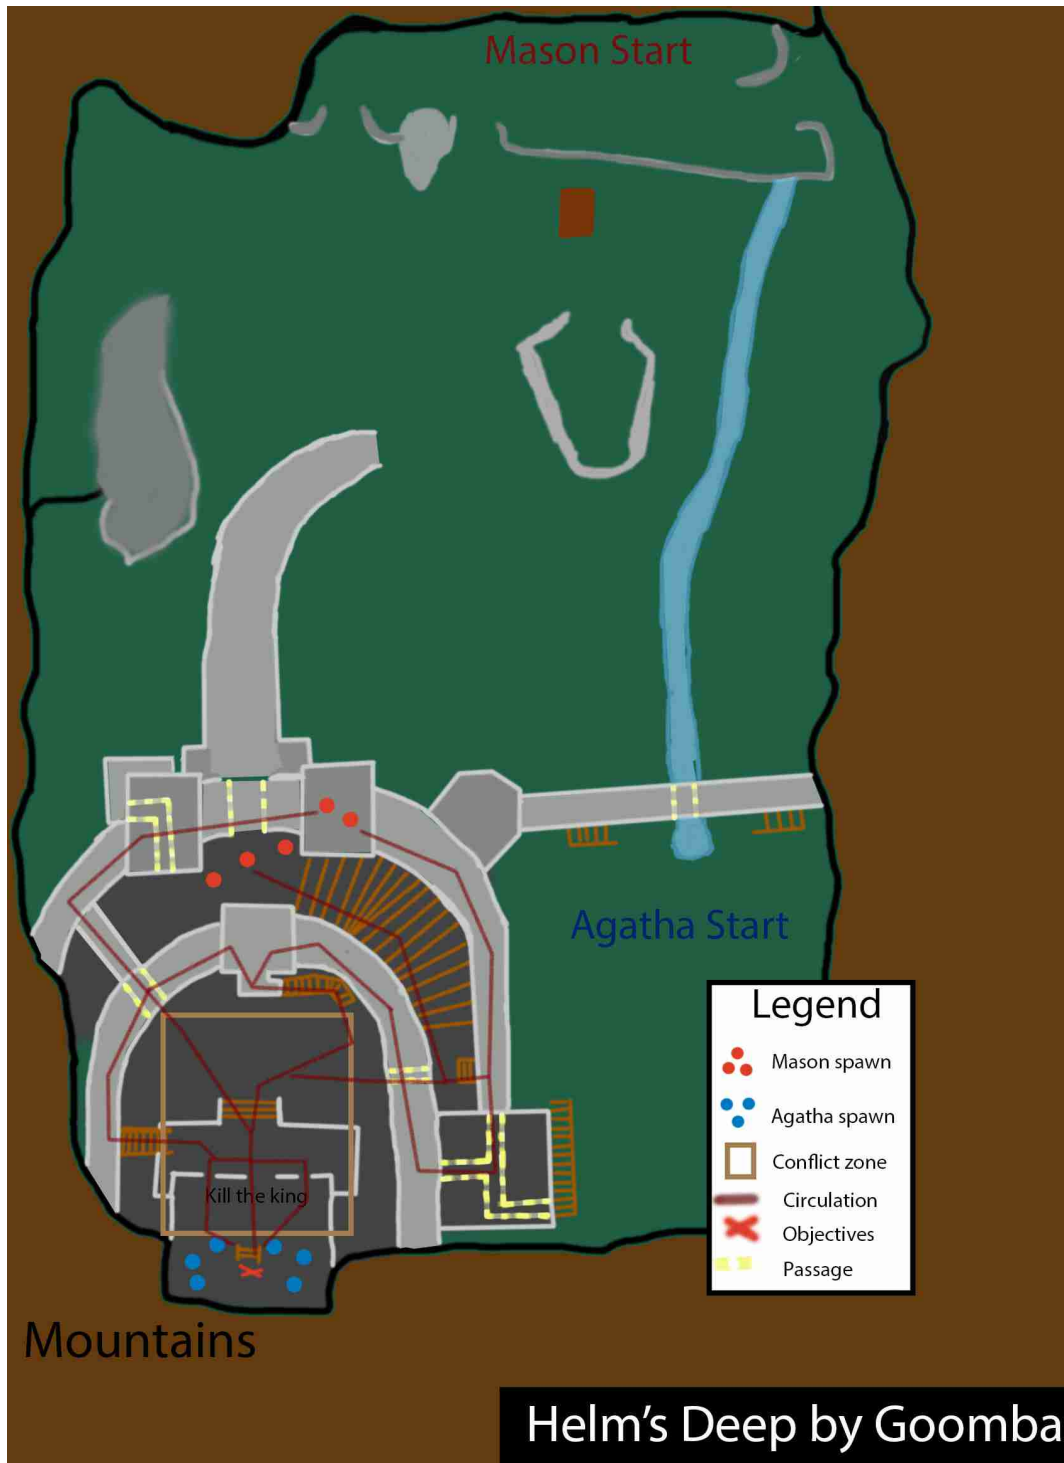 Mason Start
Agatha Start
Legend
Mason spawn
Agatha spawn
Conflict zone
Circulation
Objectives
Passage
Kill the king
Mountains
Helm's Deep by Goomba